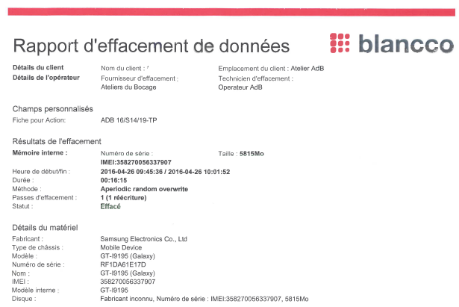 Rapport d'effacement de données
blancco
Détails du client Nom du client : Emplacement du client : Atelier AdB
Détails de l'opérateur Fournisseur d'effacement : Technicien d'effacement :
Ateliers du Bocage Operateur AdB
Champs personnalisés
Fiche pour Action: ADB 16/S14/19-TP
Résultats de l'effacement
Mémoire interne : Numéro de série : Taille : 5815Mo
IMEI:358270056337907
Heure de début/fin : 2016-04-26 09:45:36 / 2016-04-26 10:01:52
Durée : 00:16:15
Méthode : Aperiodic random overwrite
Passes d'effacement : 1 (1 réécriture)
Statut : Effacé
Détails du matériel
Fabricant : Samsung Electronics Co., Ltd
Type de châssis : Mobile Device
Modèle : GT-I9195 (Galaxy)
Numéro de série : RF1DA61E17D
Nom : GT-I9195 (Galaxy)
IMEI : 358270056337907
Modèle interne : GT-I9195
Disque : Fabricant inconnu, Numéro de série : IMEI:358270056337907, 5815Mo